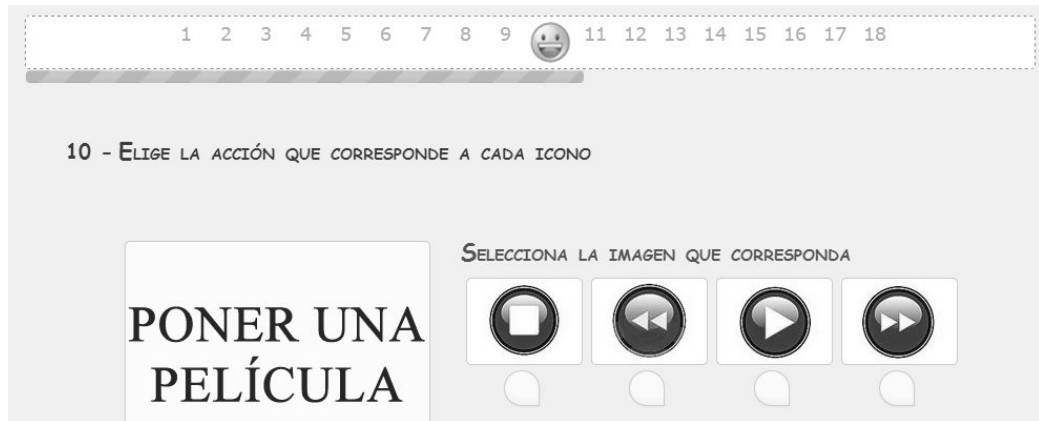 1 2 3 4 5 6 7 8 9 11 12 13 14 15 16 17 18
10 - ELIGE LA ACCIÓN QUE CORRESPONDE A CADA ICONO
SELECCIONA LA IMAGEN QUE CORRESPONDA
PONER UNA
PELÍCULA